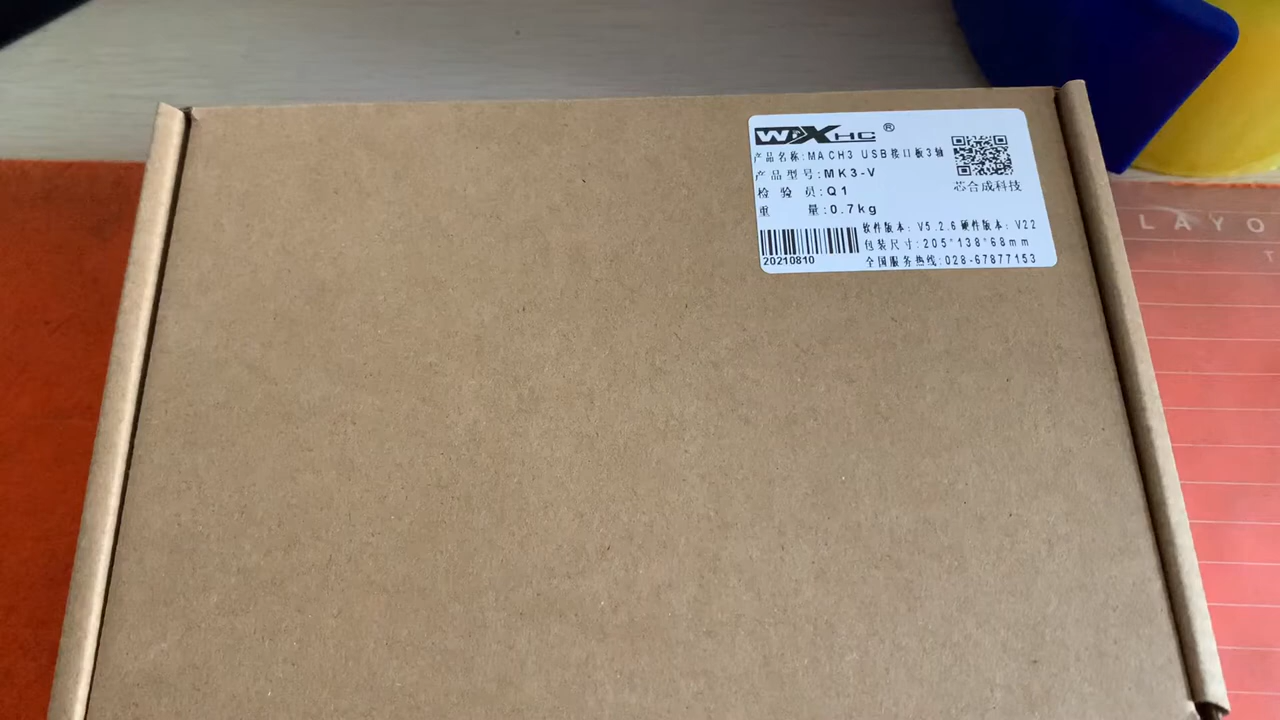 WiXHC ®
产品名称:MACH3 USB接口板3轴
产品型号:MK3-V
检验员:Q1
重量:0.7kg
芯合成科技
软件版本: V5.2.6 硬件版本: V22
包装尺寸:205*138*68mm
20210810
全国服务热线:028-67877153
LAYO